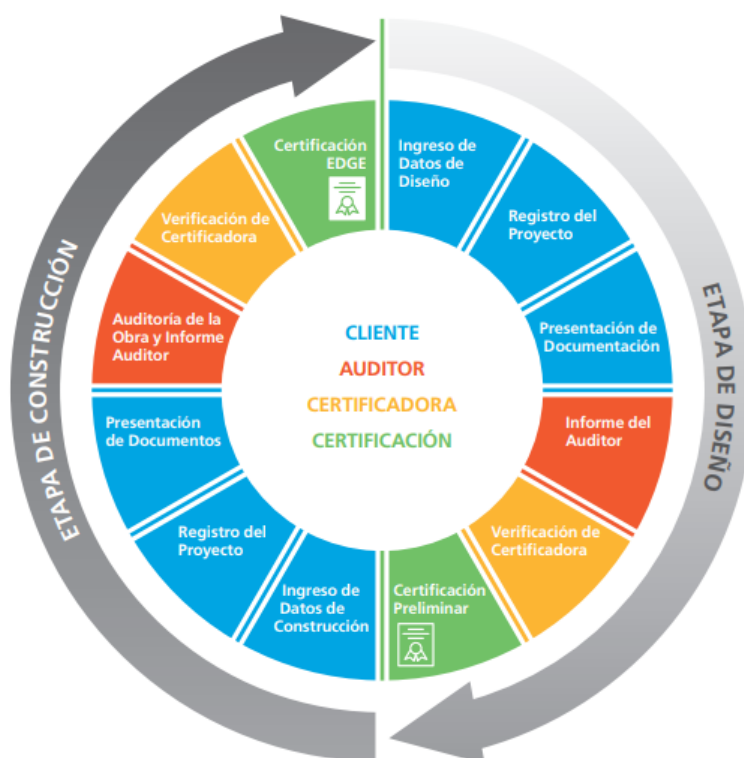 Certificación
EDGE
Ingreso de
Datos de
Diseño
Registro del
Proyecto
Presentación de
Documentación
Informe del
Auditor
Verificación de
Certificadora
Certificación
Preliminar
Ingreso de
Datos de
Construcción
Registro del
Proyecto
Presentación
de Documentos
Auditoría de la
Obra y Informe
Auditor
Verificación de
Certificadora
CLIENTE
AUDITOR
CERTIFICADORA
CERTIFICACIÓN
ETAPA DE DISEÑO
ETAPA DE CONSTRUCCIÓN